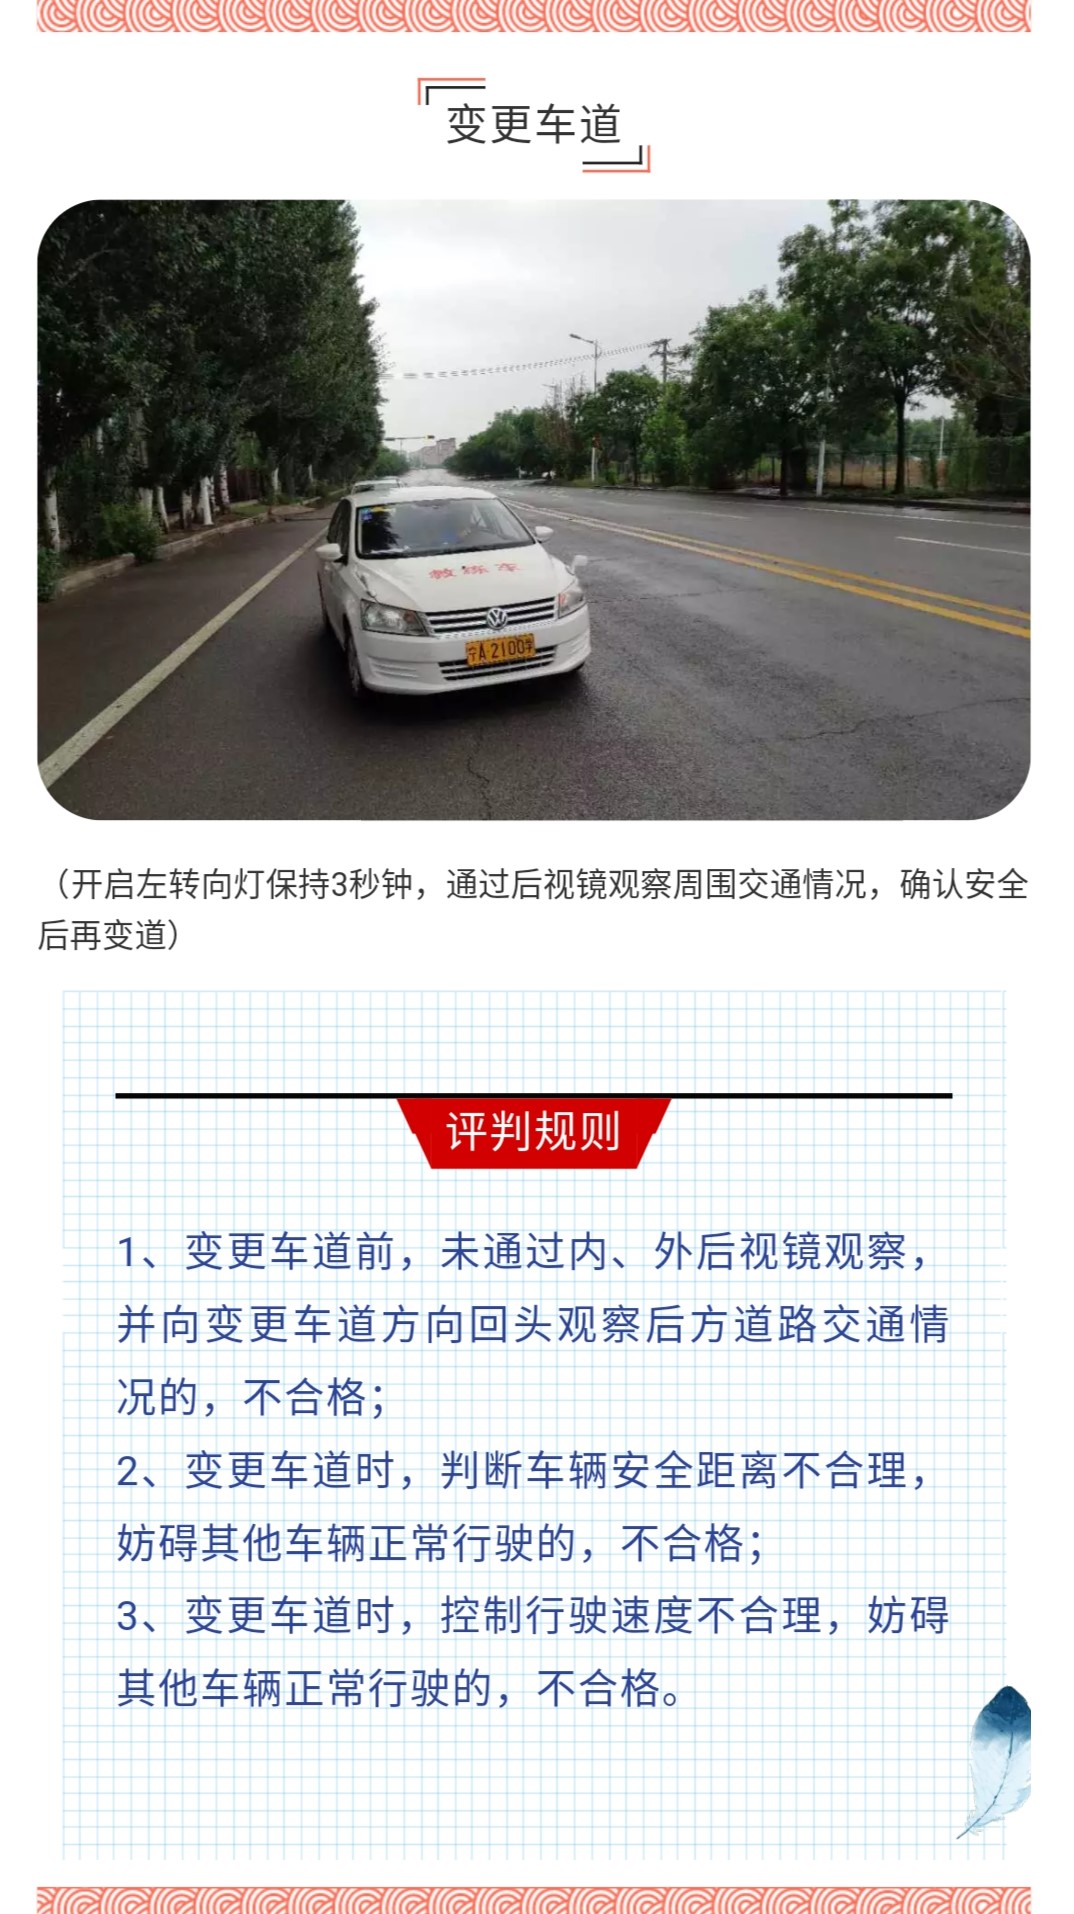 变更车道
教练车
宁A2100学
（开启左转向灯保持3秒钟，通过后视镜观察周围交通情况，确认安全
后再变道）
评判规则
1、变更车道前，未通过内、外后视镜观察，
并向变更车道方向回头观察后方道路交通情
况的，不合格；
2、变更车道时，判断车辆安全距离不合理，
妨碍其他车辆正常行驶的，不合格；
3、变更车道时，控制行驶速度不合理，妨碍
其他车辆正常行驶的，不合格。